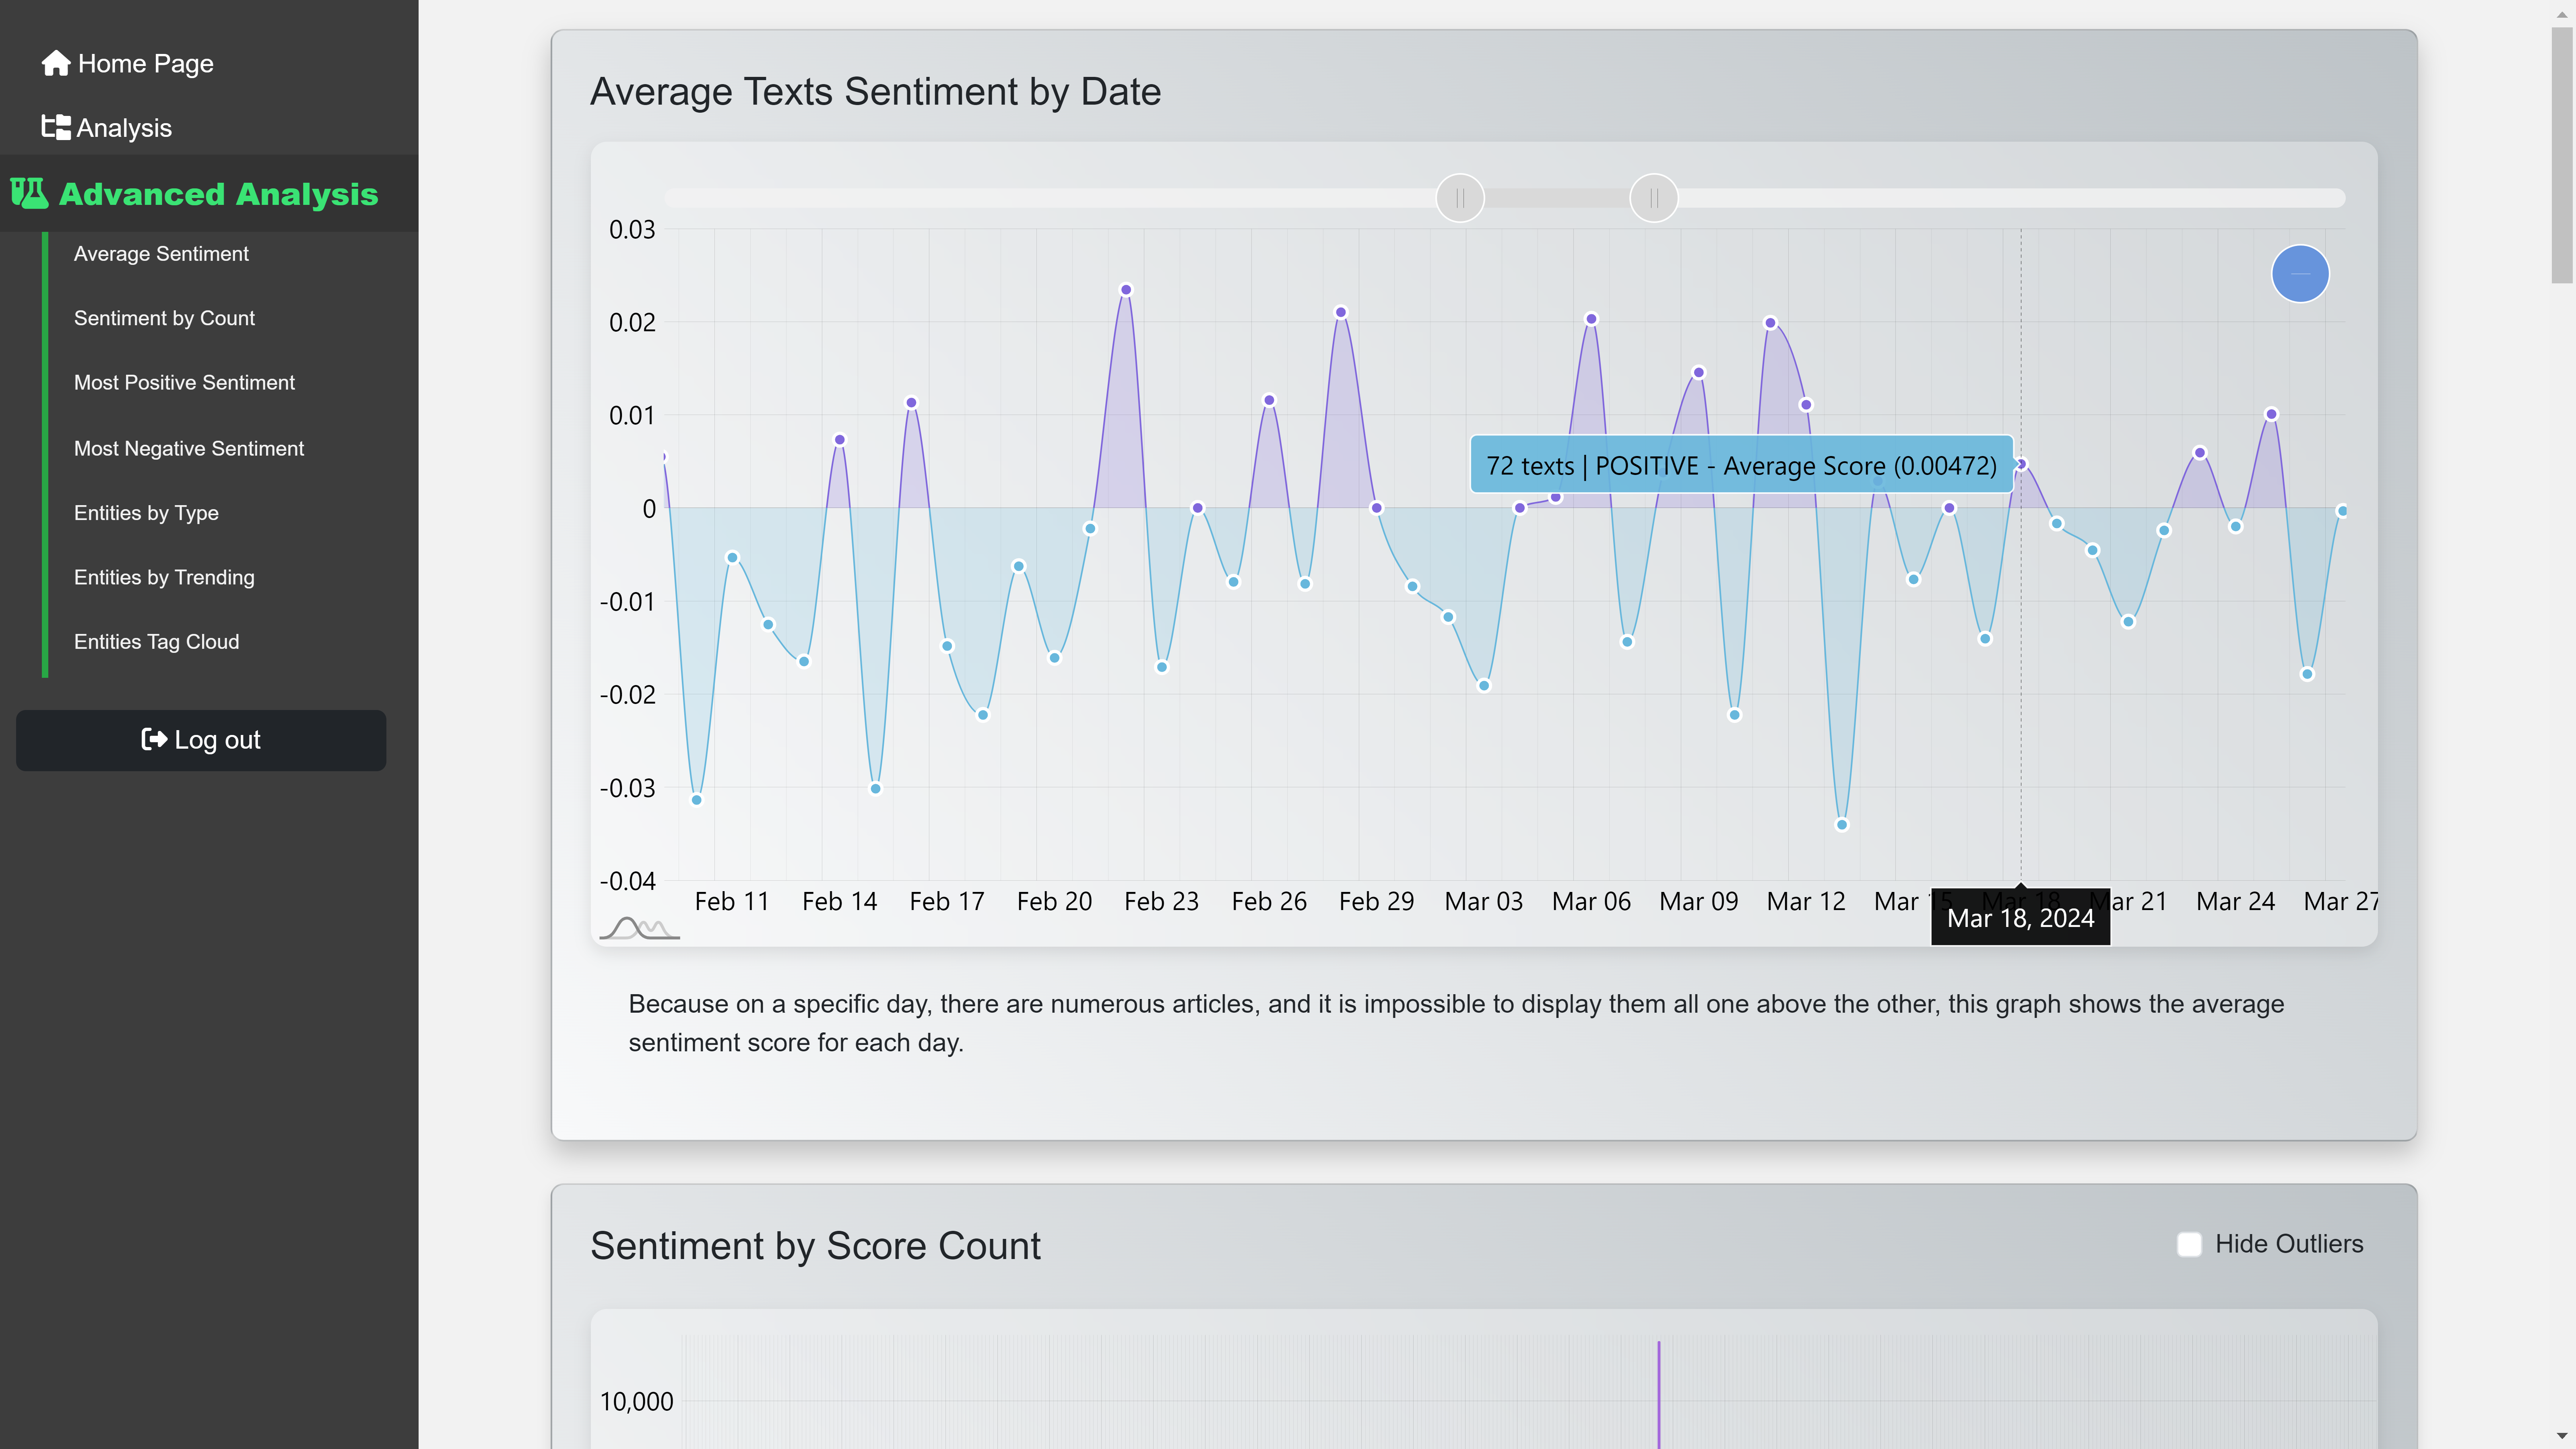 Home Page
Analysis
Advanced Analysis
Average Sentiment
Sentiment by Count
Most Positive Sentiment
Most Negative Sentiment
Entities by Type
Entities by Trending
Entities Tag Cloud
Log out
Average Texts Sentiment by Date
0.03
0.02
0.01
0
-0.01
-0.02
-0.03
-0.04
72 texts | POSITIVE - Average Score (0.00472)
Feb 11 Feb 14 Feb 17 Feb 20 Feb 23 Feb 26 Feb 29 Mar 03 Mar 06 Mar 09 Mar 12 Mar 15 Mar 18 Mar 21 Mar 24 Mar 27
Mar 18, 2024
Because on a specific day, there are numerous articles, and it is impossible to display them all one above the other, this graph shows the average
sentiment score for each day.
Sentiment by Score Count
Hide Outliers
10,000